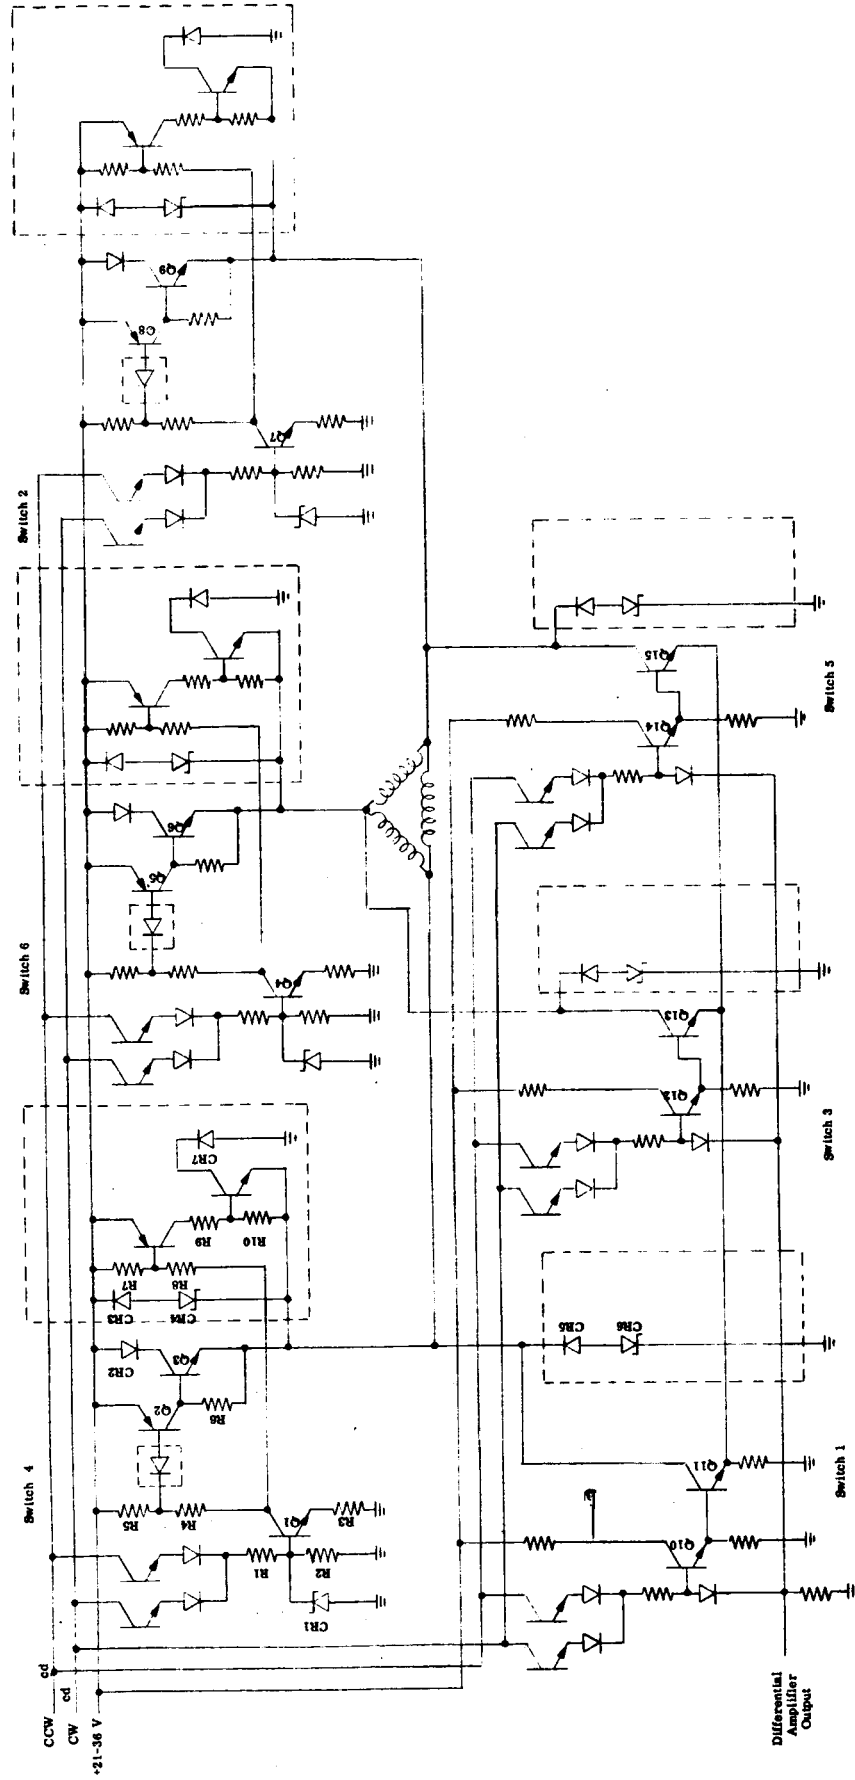 CCW
cd
CW
cd
+21-36 V
Switch 4
Switch 6
Switch 2
R5
R4
R1
R2
R3
CR1
Q1
Q2
Q3
CR2
R6
CR3
CR4
R7
R8
R9
R10
CR7
Q4
Q5
Q6
Q7
Q8
Q9
Q10
Q11
CR5
CR6
Q12
Q13
Q14
Q15
Switch 1
Switch 3
Switch 5
Differential
Amplifier
Output